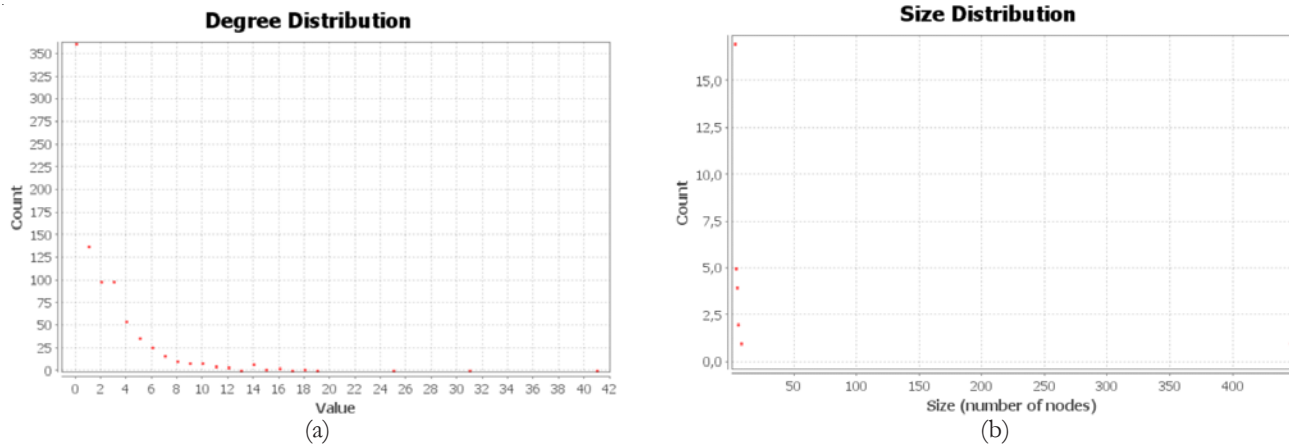 Degree Distribution
350
325
300
275
250
225
200
175
150
125
100
75
50
25
0
Count
0 2 4 6 8 10 12 14 16 18 20 22 24 26 28 30 32 34 36 38 40 42
Value
(a)
Size Distribution
15,0
12,5
10,0
7,5
5,0
2,5
0,0
Count
50 100 150 200 250 300 350 400
Size (number of nodes)
(b)